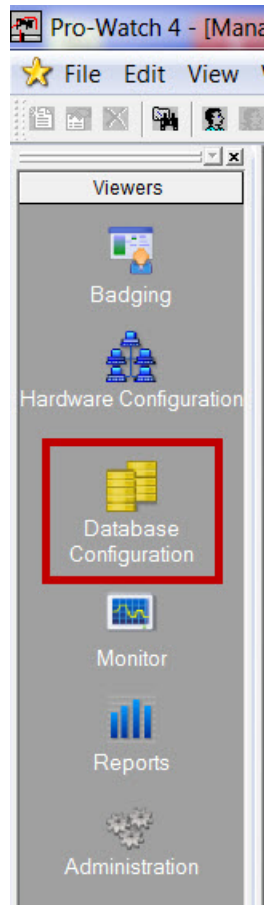 Pro-Watch 4 - [Mana
File Edit View
Viewers
Badging
Hardware Configuration
Database
Configuration
Monitor
Reports
Administration